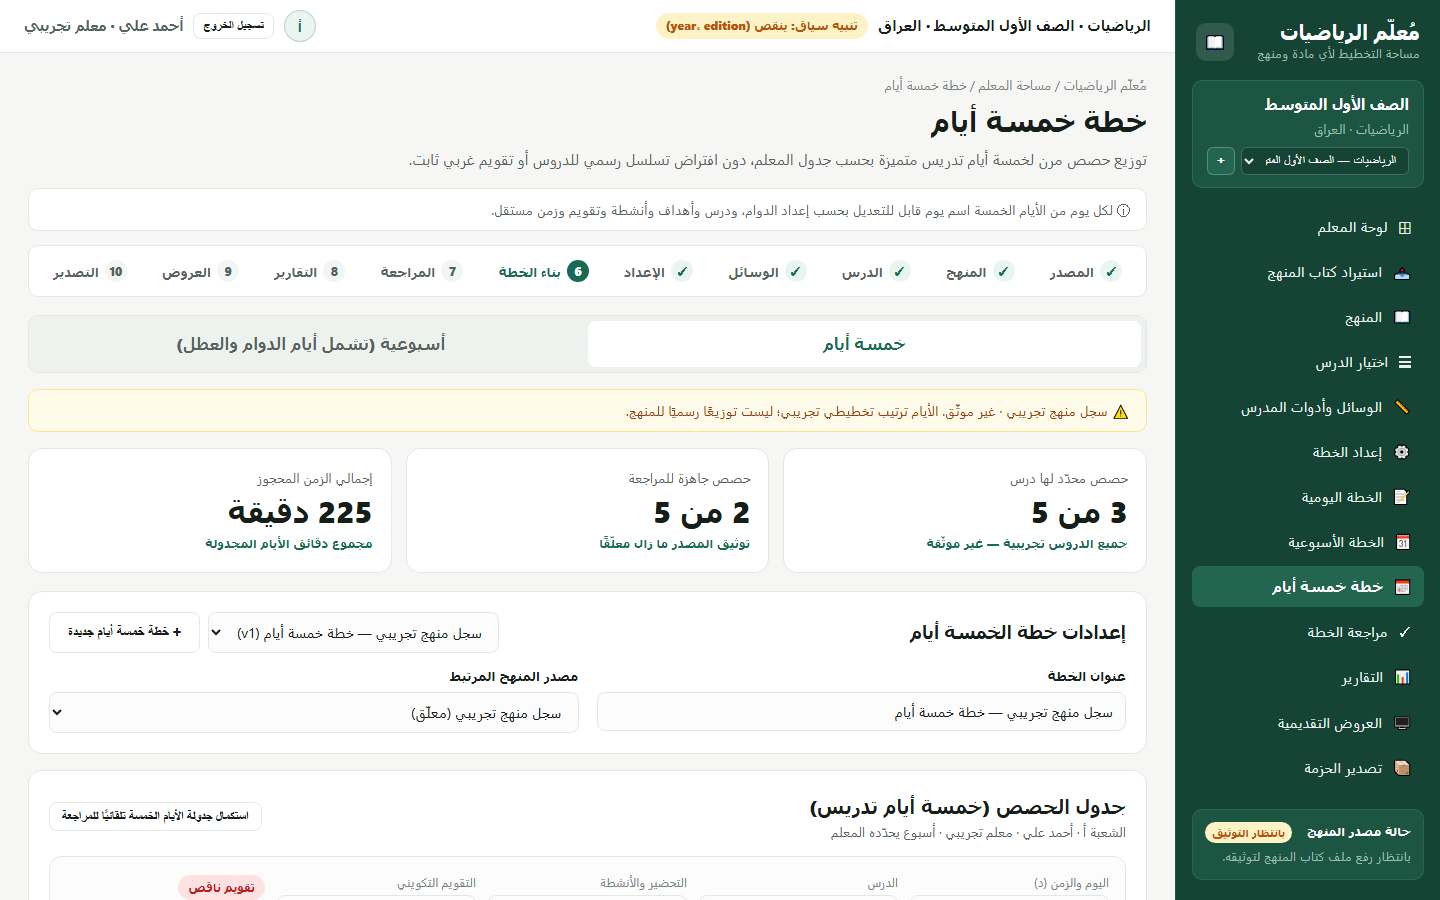 مُعلّم الرياضيات
مساحة التخطيط لأي مادة ومنهج
الصف الأول المتوسط
الرياضيات · العراق
الرياضيات — الصف الأول المتو
+
لوحة المعلم
استيراد كتاب المنهج
المنهج
اختيار الدرس
الوسائل وأدوات المدرس
إعداد الخطة
الخطة اليومية
الخطة الأسبوعية
خطة خمسة أيام
مراجعة الخطة
التقارير
العروض التقديمية
تصدير الحزمة
حالة مصدر المنهج
بانتظار التوثيق
بانتظار رفع ملف كتاب المنهج لتوثيقه.
الرياضيات • الصف الأول المتوسط • العراق
تنبيه سياق: ينقص (year، edition)
أ
تسجيل الخروج
أحمد علي • معلم تجريبي
مُعلّم الرياضيات / مساحة المعلم / خطة خمسة أيام
خطة خمسة أيام
توزيع حصص مرن لخمسة أيام تدريس متميزة بحسب جدول المعلم، دون افتراض تسلسل رسمي للدروس أو تقويم غربي ثابت.
ⓘ لكل يوم من الأيام الخمسة اسم يوم قابل للتعديل بحسب إعداد الدوام، ودرس وأهداف وأنشطة وتقويم وزمن مستقل.
✓ المصدر
✓ المنهج
✓ الدرس
✓ الوسائل
✓ الإعداد
6 بناء الخطة
7 المراجعة
8 التقارير
9 العروض
10 التصدير
خمسة أيام
أسبوعية (تشمل أيام الدوام والعطل)
⚠ سجل منهج تجريبي · غير موثّق. الأيام ترتيب تخطيطي تجريبي؛ ليست توزيعًا رسميًا للمنهج.
حصص محدّد لها درس
3 من 5
جميع الدروس تجريبية — غير موثّقة
حصص جاهزة للمراجعة
2 من 5
توثيق المصدر ما زال معلّقًا
إجمالي الزمن المحجوز
225 دقيقة
مجموع دقائق الأيام المجدولة
إعدادات خطة الخمسة أيام
سجل منهج تجريبي — خطة خمسة أيام (v1)
+ خطة خمسة أيام جديدة
عنوان الخطة
سجل منهج تجريبي — خطة خمسة أيام
مصدر المنهج المرتبط
سجل منهج تجريبي (معلّق)
جدول الحصص (خمسة أيام تدريس)
الشعبة أ · أحمد علي · معلم تجريبي · أسبوع يحدّده المعلم
استكمال جدولة الأيام الخمسة تلقائيًا للمراجعة
اليوم والزمن (د)
الدرس
التحضير والأنشطة
التقويم التكويني
تقويم ناقص